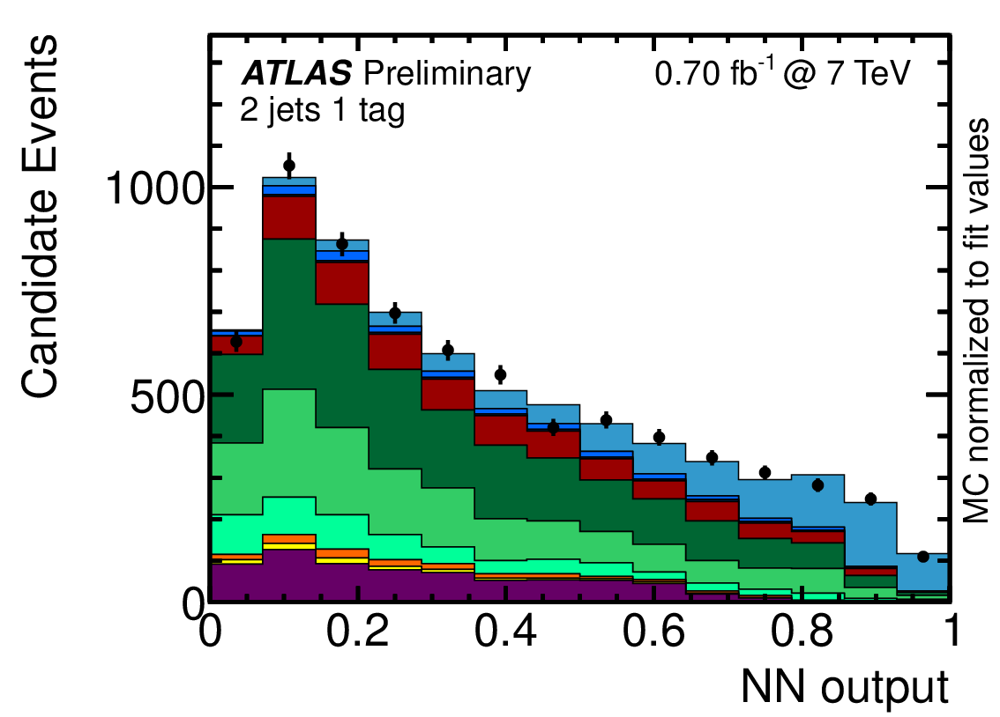 Candidate Events
ATLAS Preliminary
0.70 fb-1 @ 7 TeV
2 jets 1 tag
1000
500
0
0 0.2 0.4 0.6 0.8 1
NN output
MC normalized to fit values